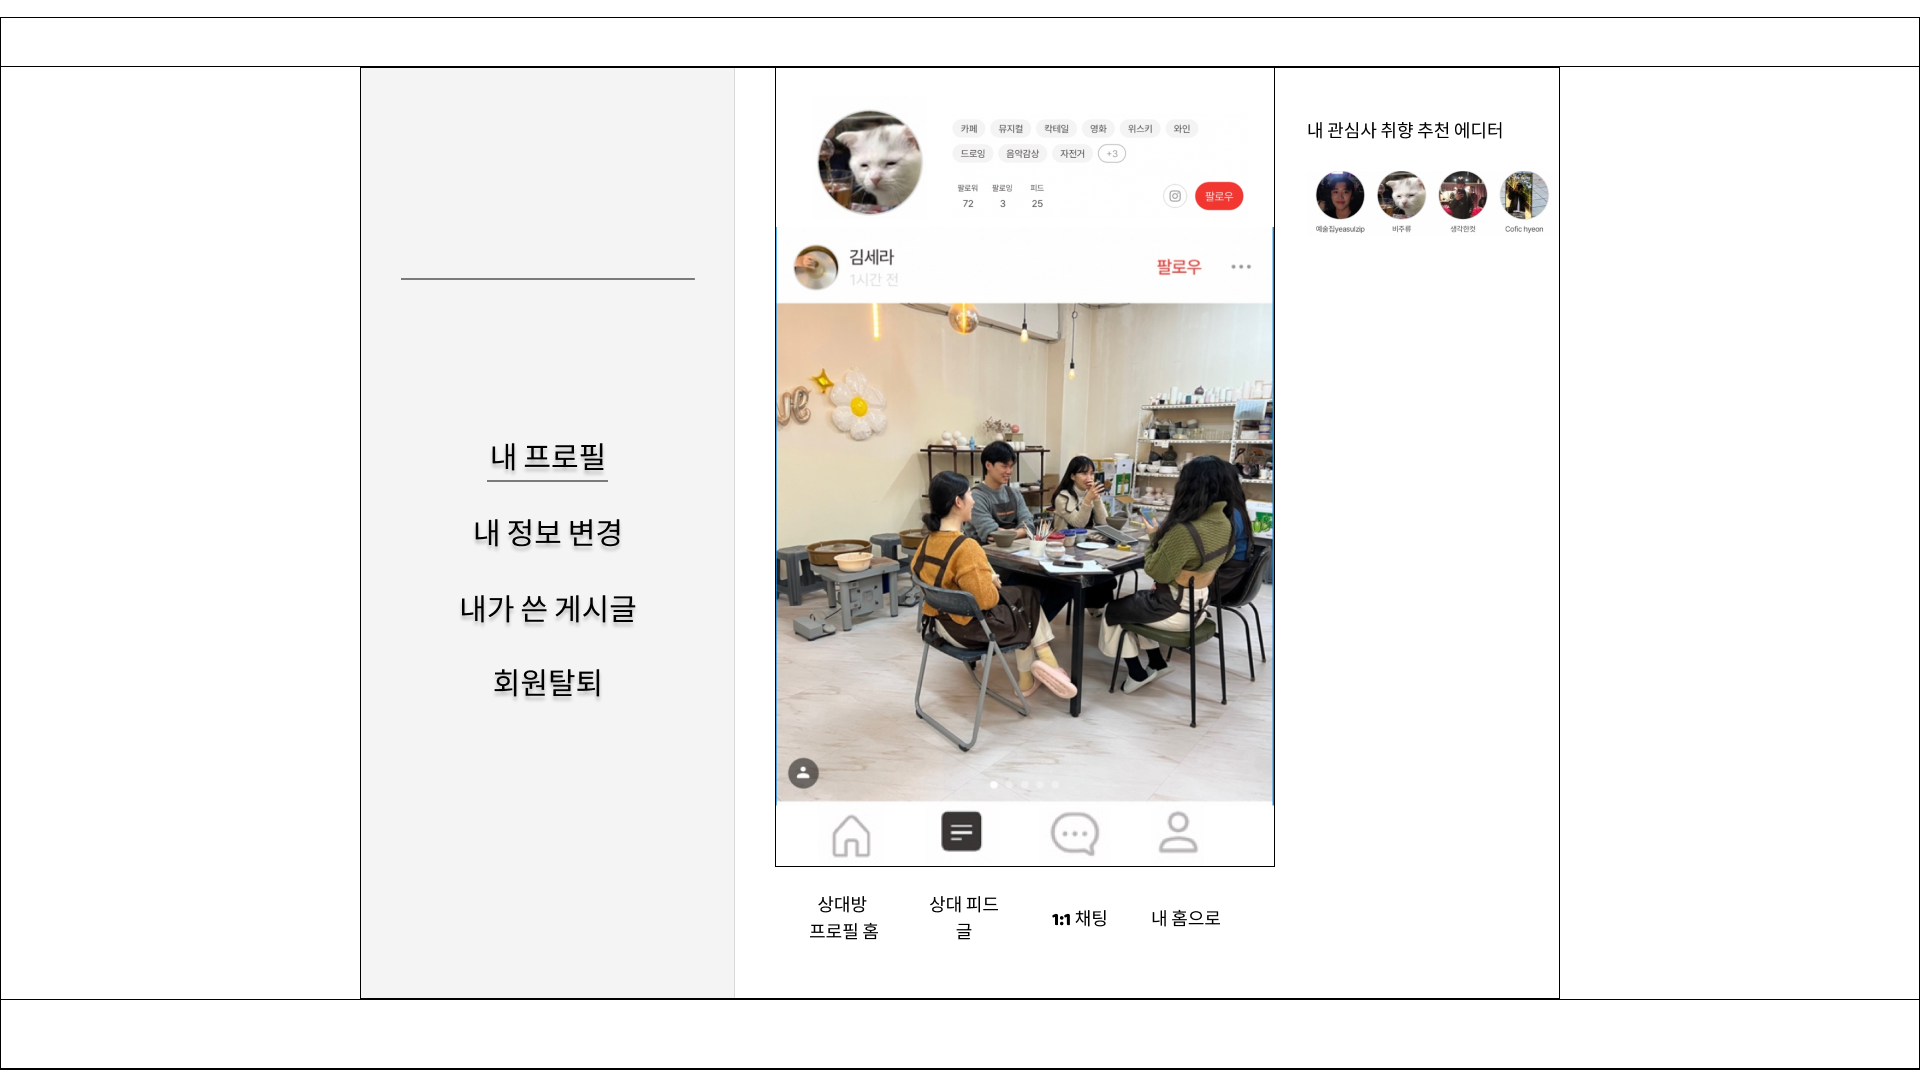 내 프로필
내 정보 변경
내가 쓴 게시글
회원탈퇴
카페 뮤지컬 칵테일 영화 위스키 와인
드로잉 음악감상 자전거 +3
팔로워 팔로잉 피드
72 3 25
팔로우
김세라
1시간 전
팔로우
상대방
프로필 홈
상대 피드
글
1:1 채팅
내 홈으로
내 관심사 취향 추천 에디터
예술집yeasulzip 비주류 생각한컷 Cofic hyeon